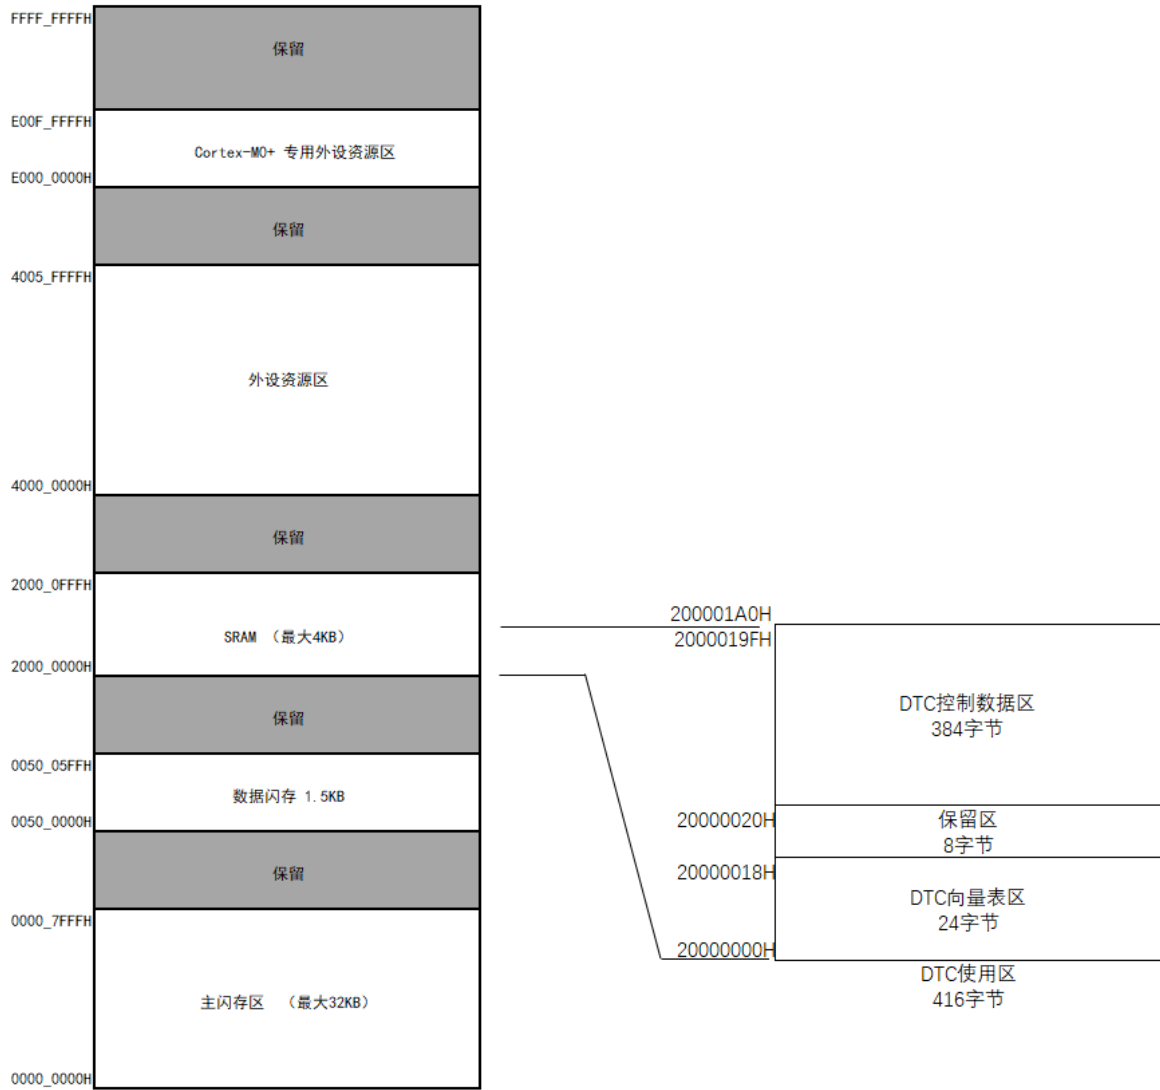 FFFF_FFFFH
保留
E00F_FFFFH
Cortex-M0+ 专用外设资源区
E000_0000H
保留
4005_FFFFH
外设资源区
4000_0000H
保留
2000_0FFFH
SRAM （最大4KB）
2000_0000H
保留
0050_05FFH
数据闪存 1.5KB
0050_0000H
保留
0000_7FFFH
主闪存区 （最大32KB）
0000_0000H
200001A0H
2000019FH
DTC控制数据区
384字节
20000020H
保留区
8字节
20000018H
DTC向量表区
24字节
20000000H
DTC使用区
416字节